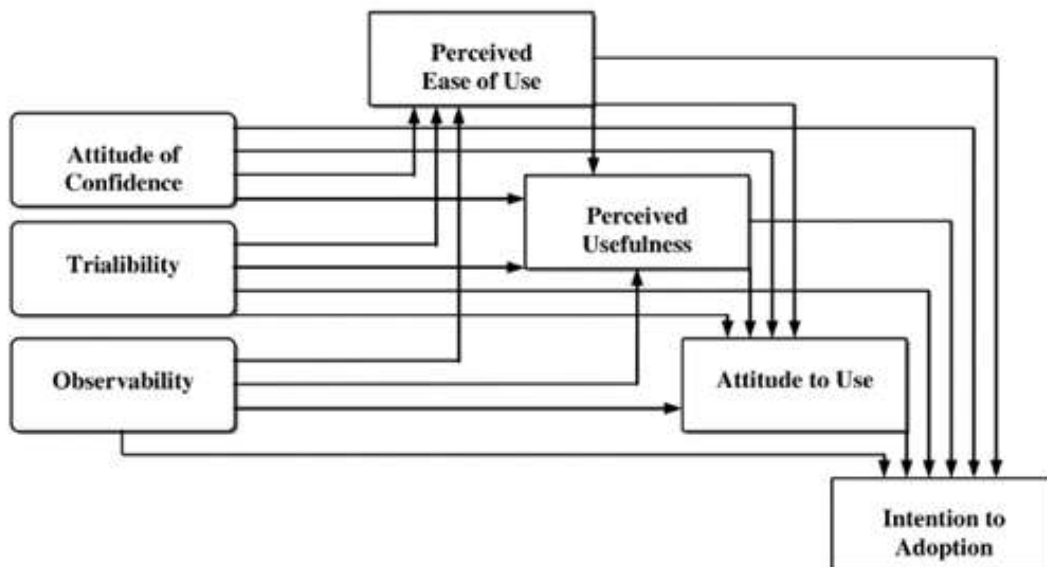 Perceived
Ease of Use
Attitude of
Confidence
Perceived
Usefulness
Trialibility
Observability
Attitude to Use
Intention to
Adoption